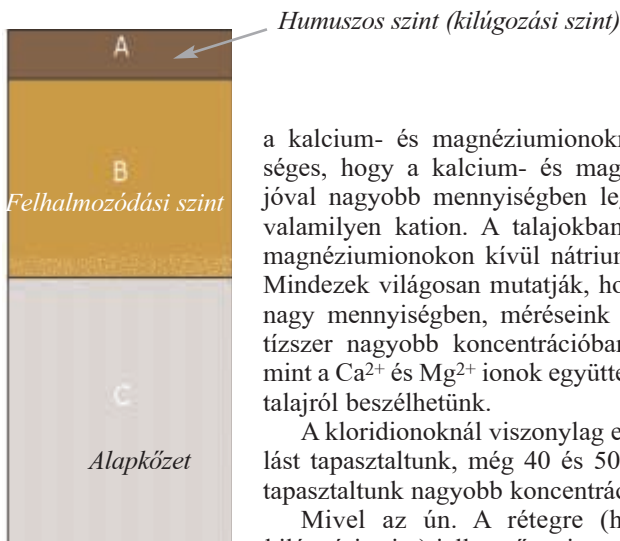 Humuszos szint (kilúgozási szint)
A
B
Felhalmozódási szint
C
Alapkőzet
a kalcium- és magnéziumionokr
séges, hogy a kalcium- és mag
jóval nagyobb mennyiségben leg
valamilyen kation. A talajokban
magnéziumionokon kívül nátrium
Mindezek világosan mutatják, ho
nagy mennyiségben, méréseink
tízszer nagyobb koncentrációban
mint a Ca2+ és Mg2+ ionok együtte
talajról beszélhetünk.
A kloridionoknál viszonylag e
lást tapasztaltunk, még 40 és 50
tapasztaltunk nagyobb koncentrác
Mivel az ún. A rétegre (h